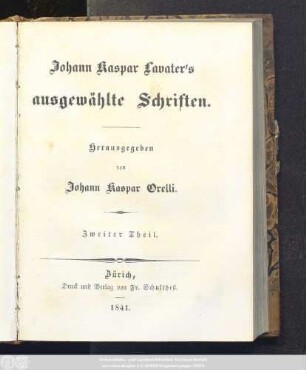 Johann Kaspar Lavater's
ausgewählte Schriften.
Herausgegeben
von
Johann Kaspar Orelli.
Zweiter Theil.
Zürich,
Druck und Verlag von Fr. Schultheß.
1841.